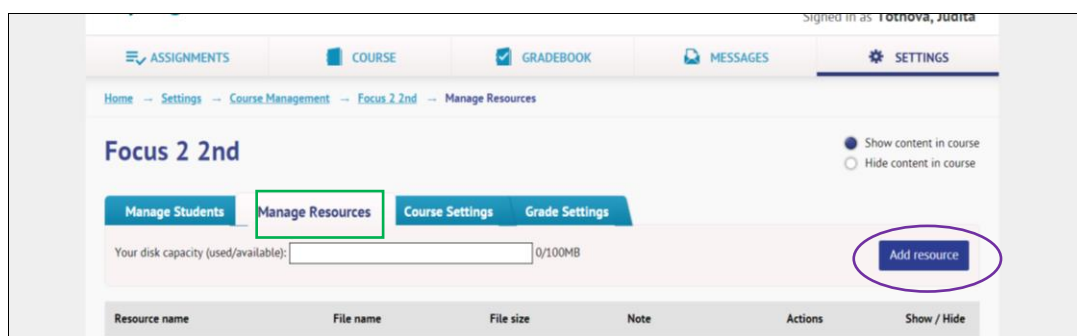 Signed in as Tothova, Judita
ASSIGNMENTS COURSE GRADEBOOK MESSAGES SETTINGS
Home → Settings → Course Management → Focus 2 2nd → Manage Resources
Focus 2 2nd
Show content in course
Hide content in course
Manage Students Manage Resources Course Settings Grade Settings
Your disk capacity (used/available): 0/100MB
Add resource
Resource name File name File size Note Actions Show / Hide